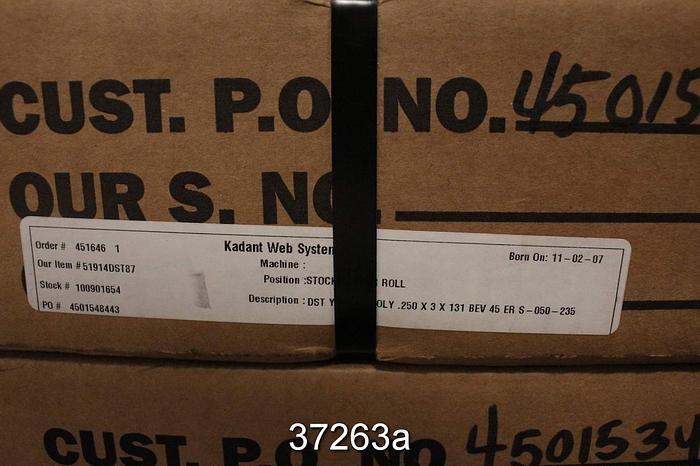 CUST. P.O NO. 45015
OUR S. NO.
Order # 451646 1
Kadant Web System
Born On: 11-02-07
Our Item # 51914DST87
Machine :
Stock # 100901654
Position : STOCK ROLL
PO # 4501548443
Description : DST Y OLY .250 X 3 X 131 BEV 45 ER S-050-235
37263a
CUST. P.O NO 4501534